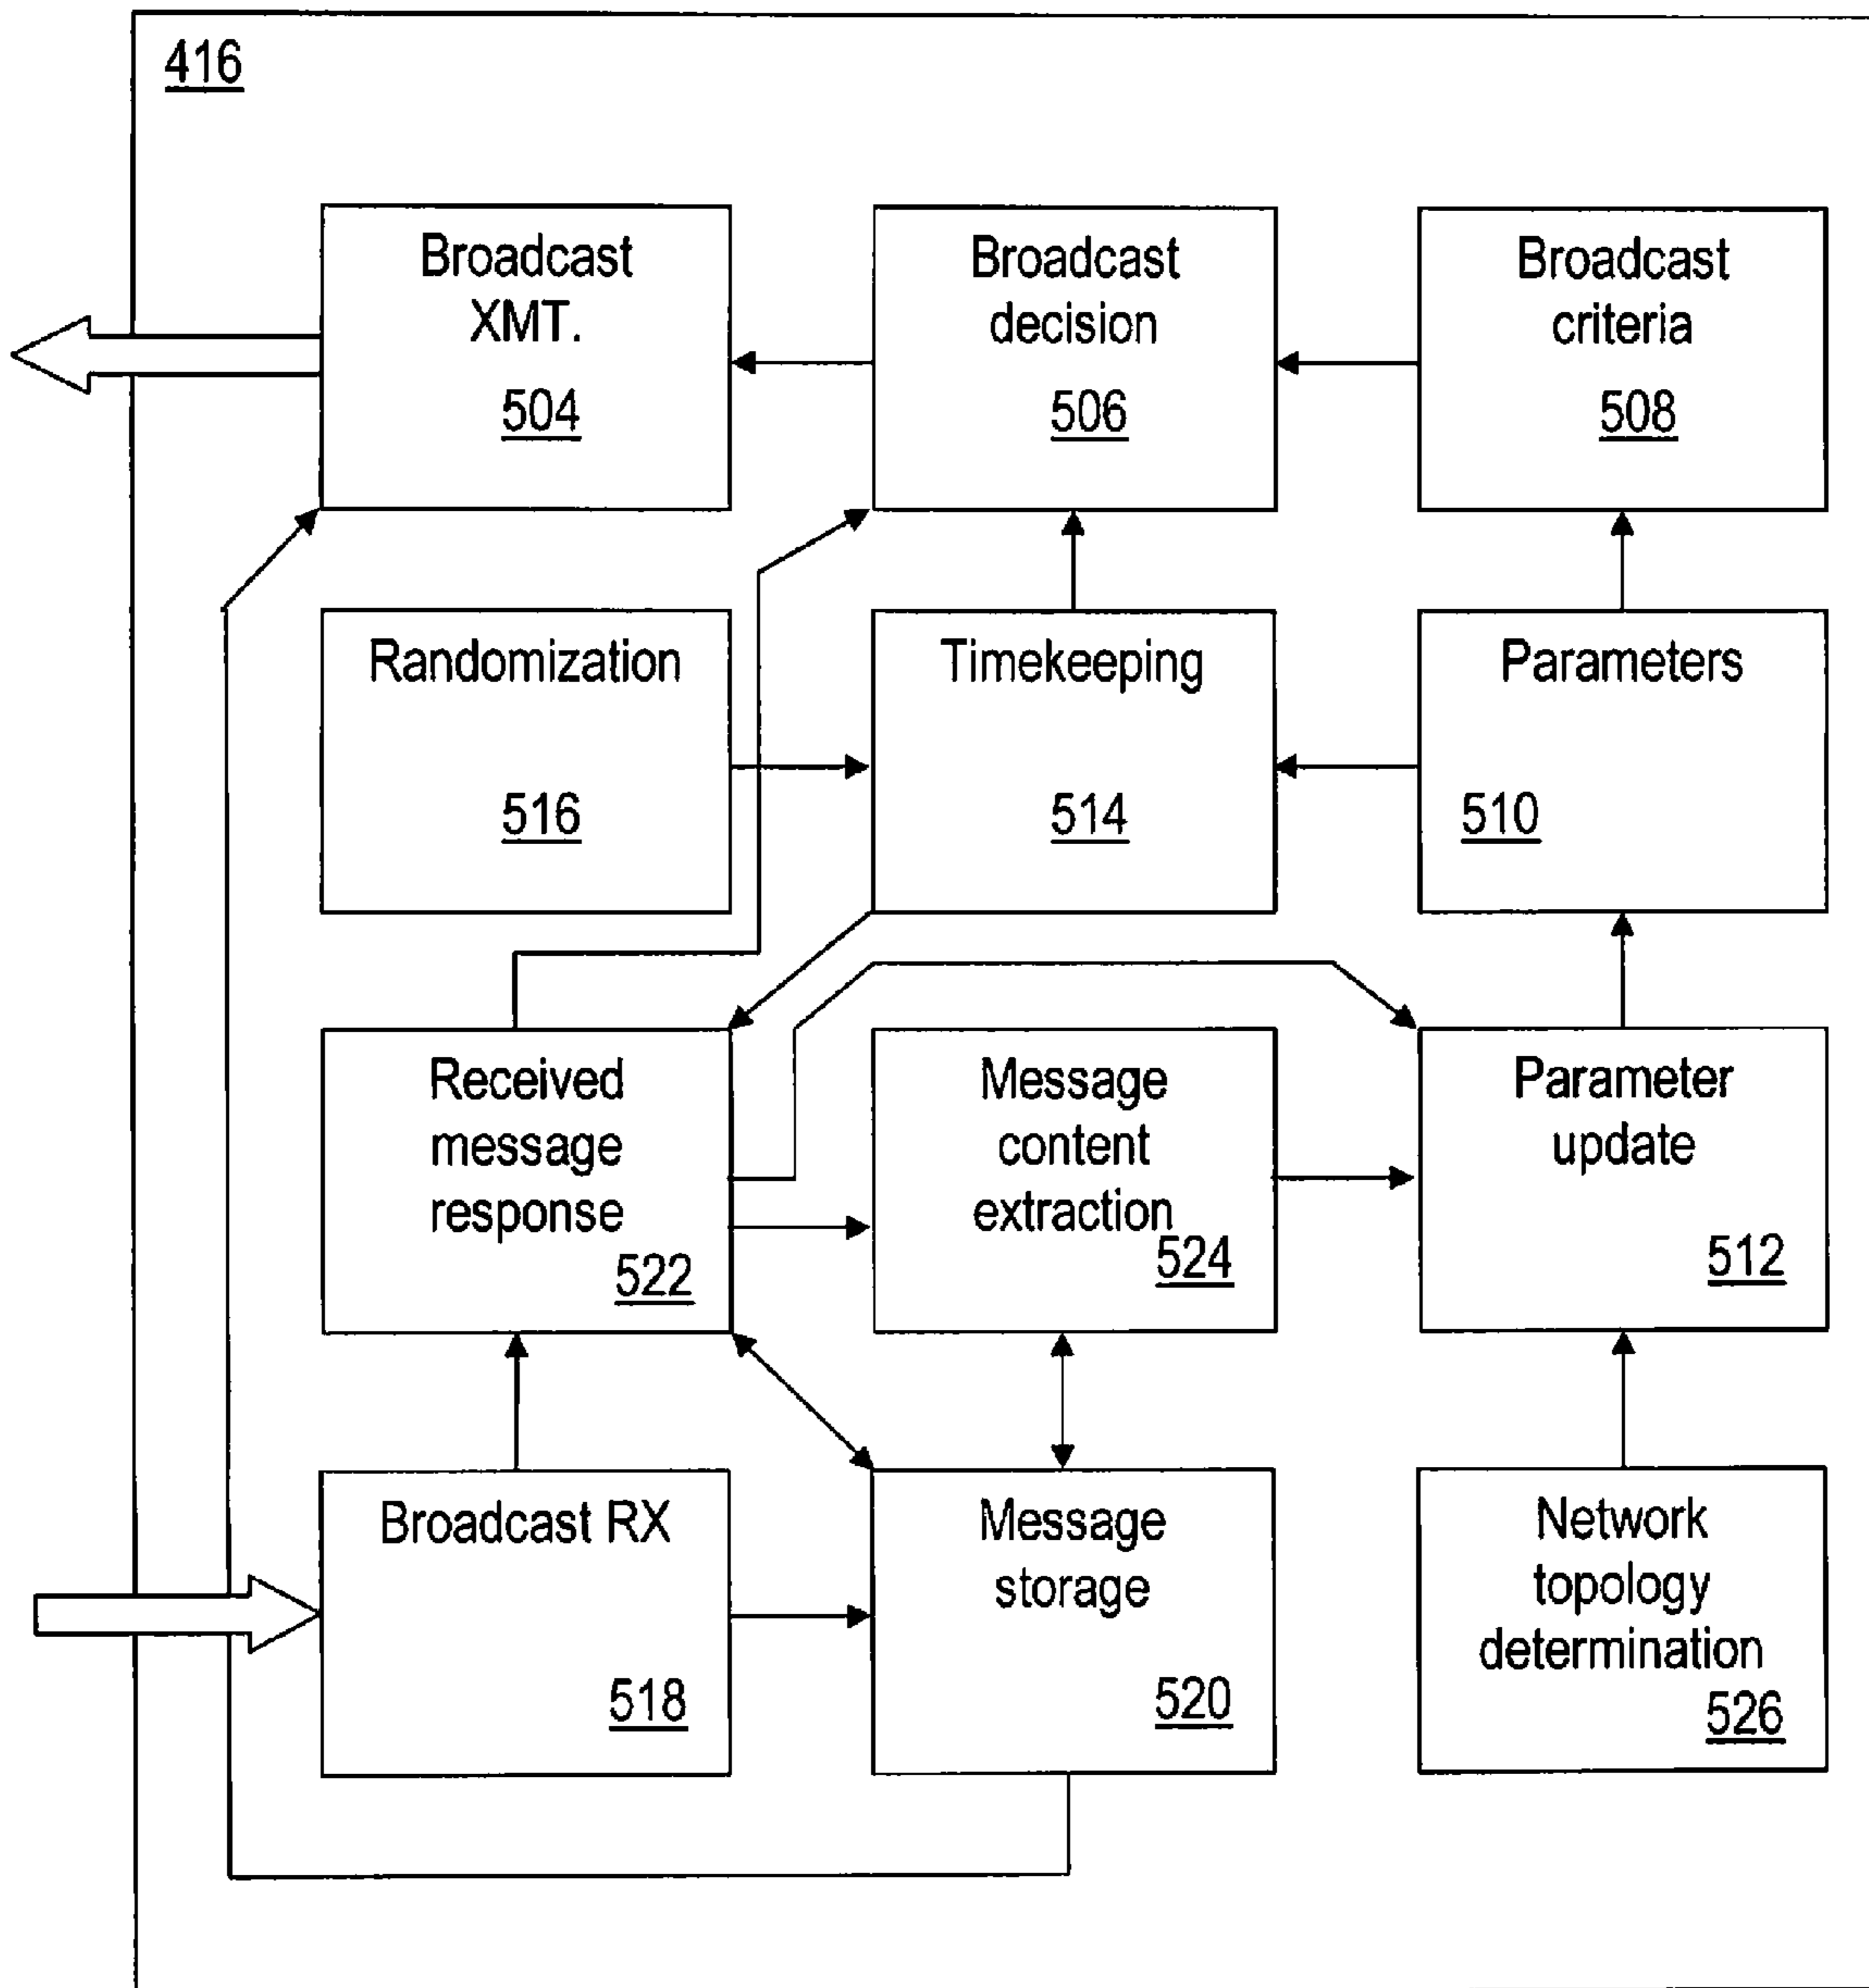 416
Broadcast
XMT.
504
Broadcast
decision
506
Broadcast
criteria
508
Randomization
516
Timekeeping
514
Parameters
510
Received
message
response
522
Message
content
extraction
524
Parameter
update
512
Broadcast RX
518
Message
storage
520
Network
topology
determination
526